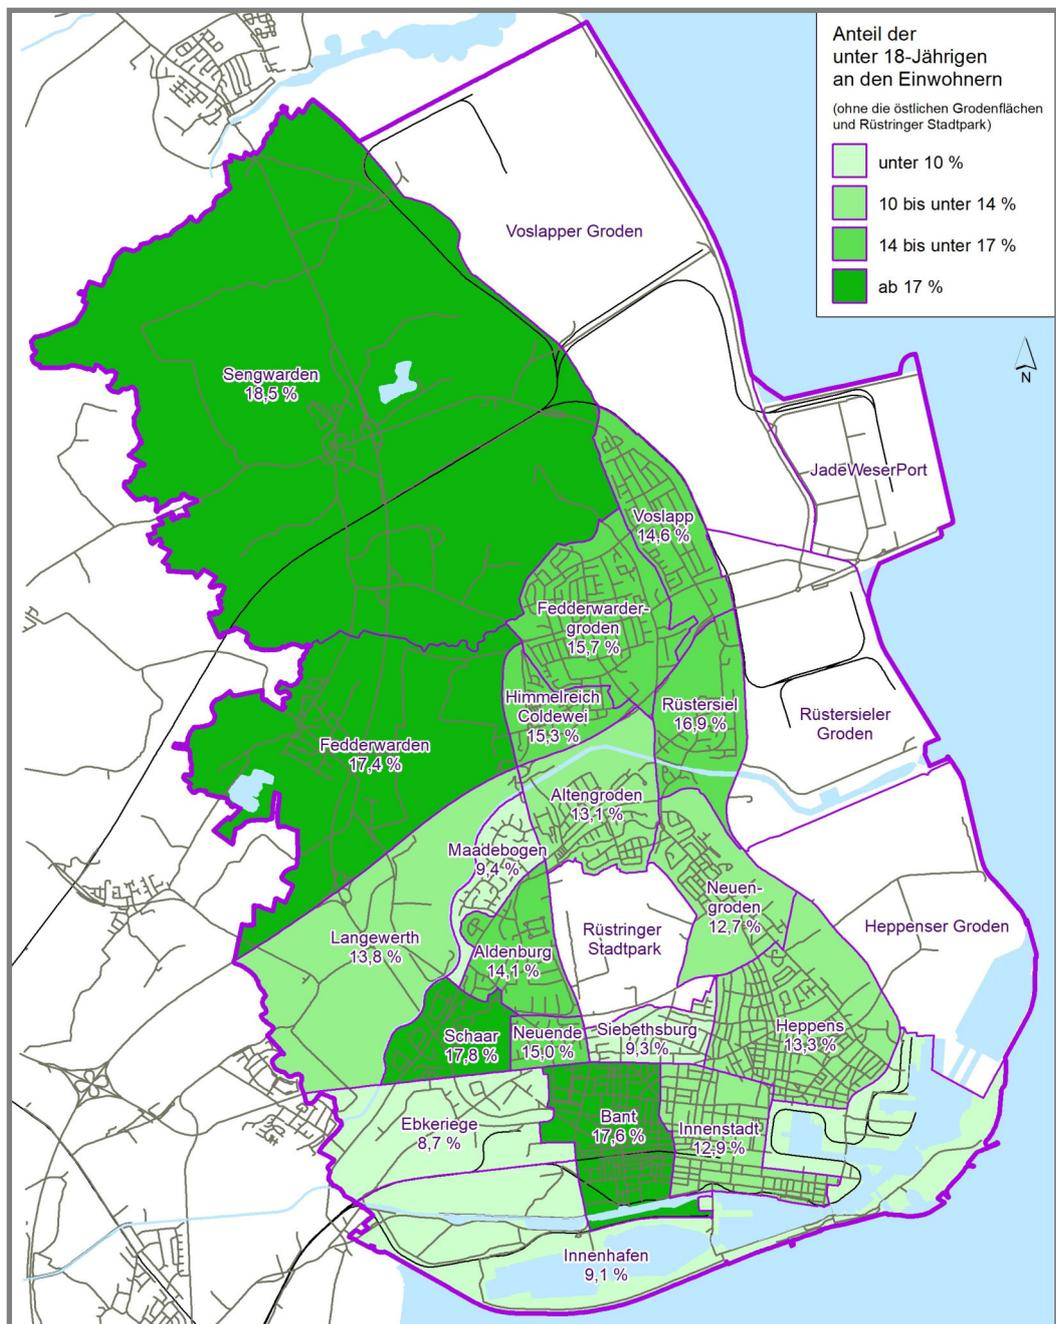 Anteil der
unter 18-Jährigen
an den Einwohnern
(ohne die östlichen Grodenflächen
und Rüstringer Stadtpark)
unter 10 %
10 bis unter 14 %
14 bis unter 17 %
ab 17 %
N
Voslapper Groden
Sengwarden
18,5 %
JadeWeserPort
Voslapp
14,6 %
Fedderwarder-
groden
15,7 %
Himmelreich
Coldewei
15,3 %
Rüstersiel
16,9 %
Rüstersieler
Groden
Fedderwarden
17,4 %
Altengroden
13,1 %
Maadebogen
9,4 %
Neuen-
groden
12,7 %
Heppenser Groden
Rüstringer
Stadtpark
Langewerth
13,8 %
Aldenburg
14,1 %
Schaar
17,8 %
Neuende
15,0 %
Siebethsburg
9,3 %
Heppens
13,3 %
Ebkeriege
8,7 %
Bant
17,6 %
Innenstadt
12,9 %
Innenhafen
9,1 %